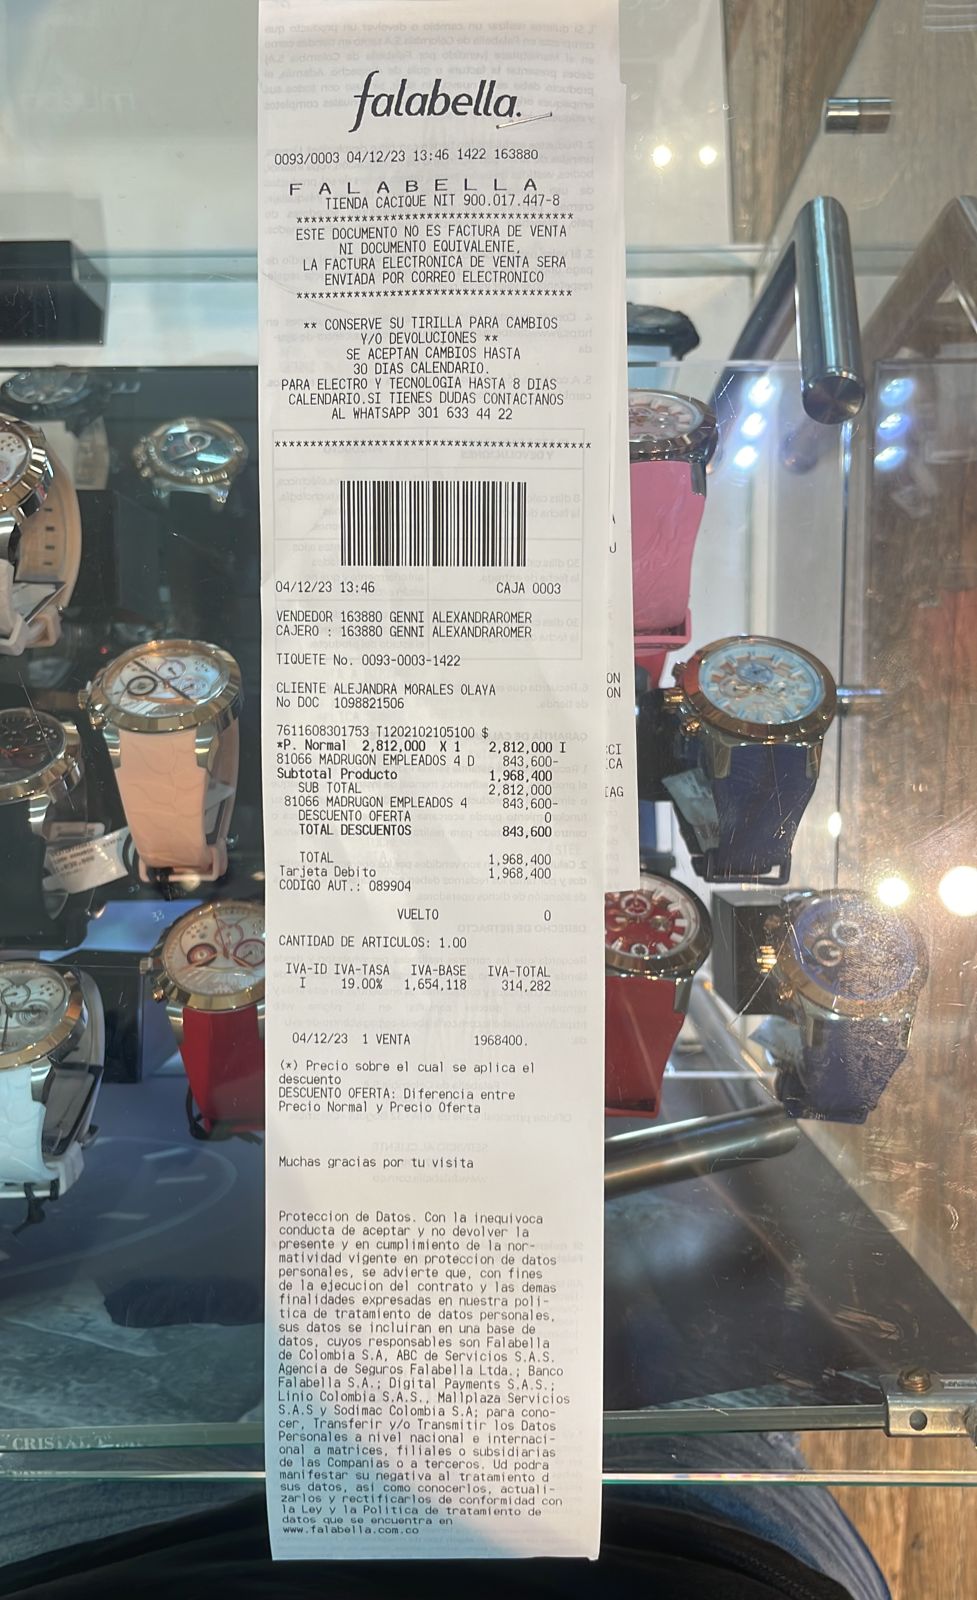 falabella.
0093/0003 04/12/23 13:46 1422 163880
F A L A B E L L A
TIENDA CACIQUE NIT 900.017.447-8
****************************************
ESTE DOCUMENTO NO ES FACTURA DE VENTA
NI DOCUMENTO EQUIVALENTE,
LA FACTURA ELECTRONICA DE VENTA SERA
ENVIADA POR CORREO ELECTRONICO
****************************************
** CONSERVE SU TIRILLA PARA CAMBIOS
Y/O DEVOLUCIONES **
SE ACEPTAN CAMBIOS HASTA
30 DIAS CALENDARIO.
PARA ELECTRO Y TECNOLOGIA HASTA 8 DIAS
CALENDARIO.SI TIENES DUDAS CONTACTANOS
AL WHATSAPP 301 633 44 22
****************************************
04/12/23 13:46 CAJA 0003
VENDEDOR 163880 GENNI ALEXANDRAROMER
CAJERO : 163880 GENNI ALEXANDRAROMER
TIQUETE No. 0093-0003-1422
CLIENTE ALEJANDRA MORALES OLAYA
No DOC 1098821506
7611608301753 T1202102105100 $
*P. Normal 2,812,000 X 1 2,812,000 I
81066 MADRUGON EMPLEADOS 4 D 843,600-
Subtotal Producto 1,968,400
SUB TOTAL 2,812,000
81066 MADRUGON EMPLEADOS 4 843,600-
DESCUENTO OFERTA 0
TOTAL DESCUENTOS 843,600
TOTAL 1,968,400
Tarjeta Debito 1,968,400
CODIGO AUT.: 089904
VUELTO 0
CANTIDAD DE ARTICULOS: 1.00
IVA-ID IVA-TASA IVA-BASE IVA-TOTAL
I 19.00% 1,654,118 314,282
04/12/23 1 VENTA 1968400.
(*) Precio sobre el cual se aplica el
descuento
DESCUENTO OFERTA: Diferencia entre
Precio Normal y Precio Oferta
Muchas gracias por tu visita
Proteccion de Datos. Con la inequivoca
conducta de aceptar y no devolver la
presente y en cumplimiento de la nor-
matividad vigente en proteccion de datos
personales, se advierte que, con fines
de la ejecucion del contrato y las demas
finalidades expresadas en nuestra poli-
tica de tratamiento de datos personales,
sus datos se incluiran en una base de
datos, cuyos responsables son Falabella
de Colombia S.A, ABC de Servicios S.A.S.
Agencia de Seguros Falabella Ltda.; Banco
Falabella S.A.; Digital Payments S.A.S.;
Linio Colombia S.A.S., Mallplaza Servicios
S.A.S y Sodimac Colombia S.A; para cono-
cer, Transferir y/o Transmitir los Datos
Personales a nivel nacional e internaci-
onal a matrices, filiales o subsidiarias
de las Companias o a terceros. Ud podra
manifestar su negativa al tratamiento d
sus datos, asi como conocerlos, actuali-
zarlos y rectificarlos de conformidad con
la Ley y la Politica de tratamiento de
datos que se encuentra en
www.falabella.com.co